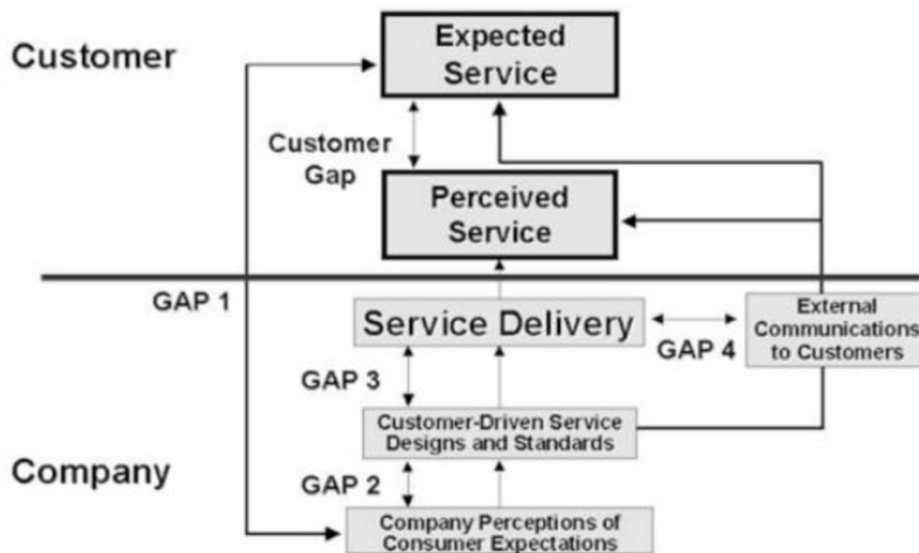 Customer
Expected
Service
Customer
Gap
Perceived
Service
GAP 1
Service Delivery
GAP 4
External
Communications
to Customers
GAP 3
Customer-Driven Service
Designs and Standards
Company
GAP 2
Company Perceptions of
Consumer Expectations